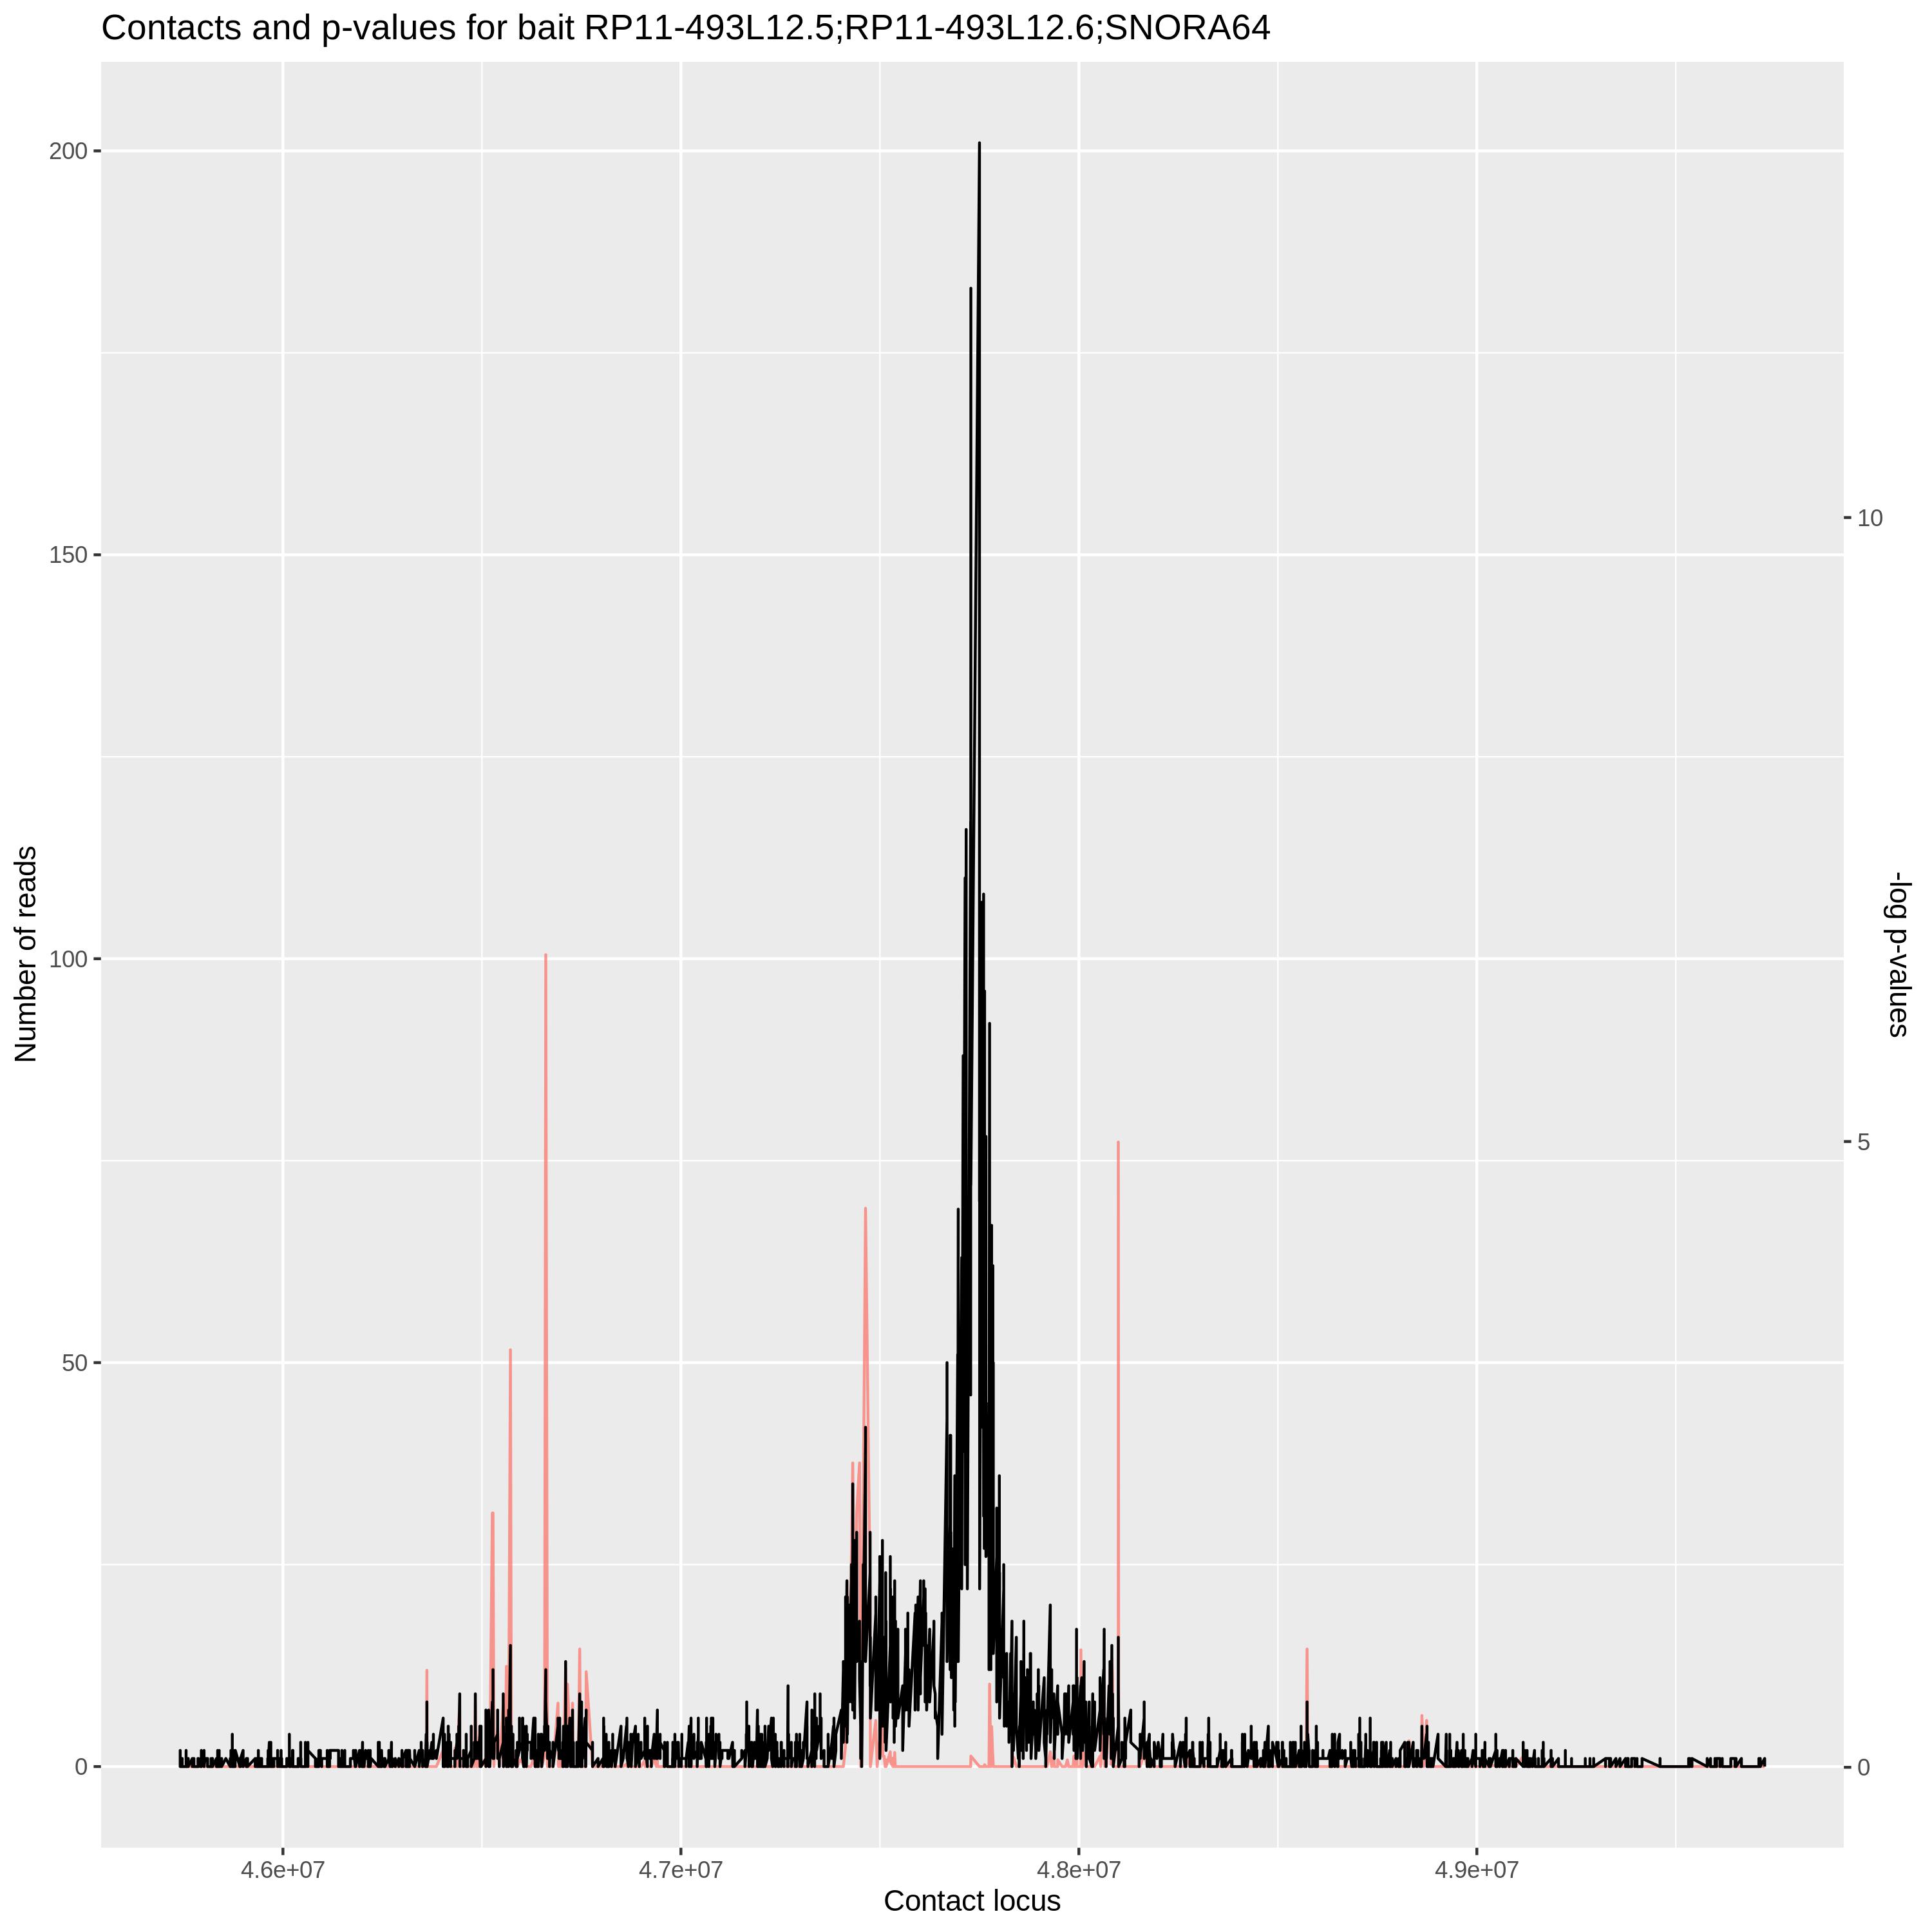 Contacts and p-values for bait RP11-493L12.5;RP11-493L12.6;SNORA64
200
150
100
50
0
Number of reads
10
5
0
-log p-values
4.6e+07 4.7e+07 4.8e+07 4.9e+07
Contact locus